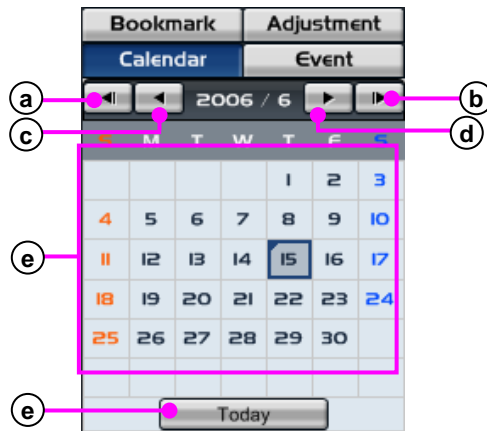 Bookmark Adjustment
Calendar Event
a 2006 / 6 b
c d
S M T W T F S
1 2 3
4 5 6 7 8 9 10
e 11 12 13 14 15 16 17
18 19 20 21 22 23 24
25 26 27 28 29 30
e Today